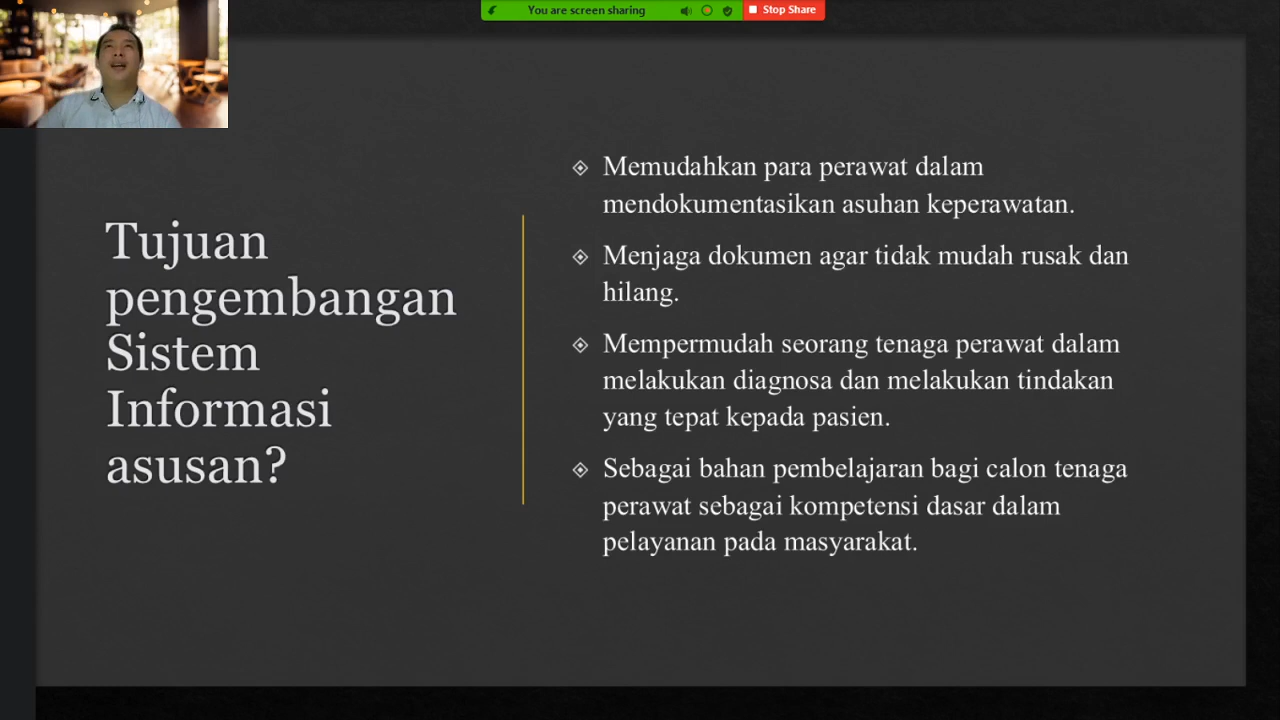 You are screen sharing
Stop Share
Tujuan
pengembangan
Sistem
Informasi
asusan?
Memudahkan para perawat dalam
mendokumentasikan asuhan keperawatan.
Menjaga dokumen agar tidak mudah rusak dan
hilang.
Mempermudah seorang tenaga perawat dalam
melakukan diagnosa dan melakukan tindakan
yang tepat kepada pasien.
Sebagai bahan pembelajaran bagi calon tenaga
perawat sebagai kompetensi dasar dalam
pelayanan pada masyarakat.